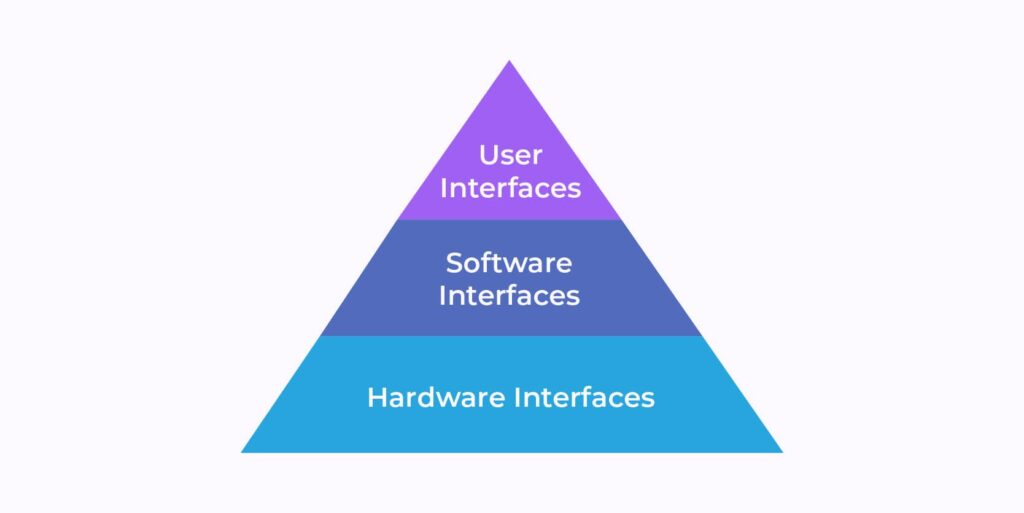 User
Interfaces
Software
Interfaces
Hardware Interfaces